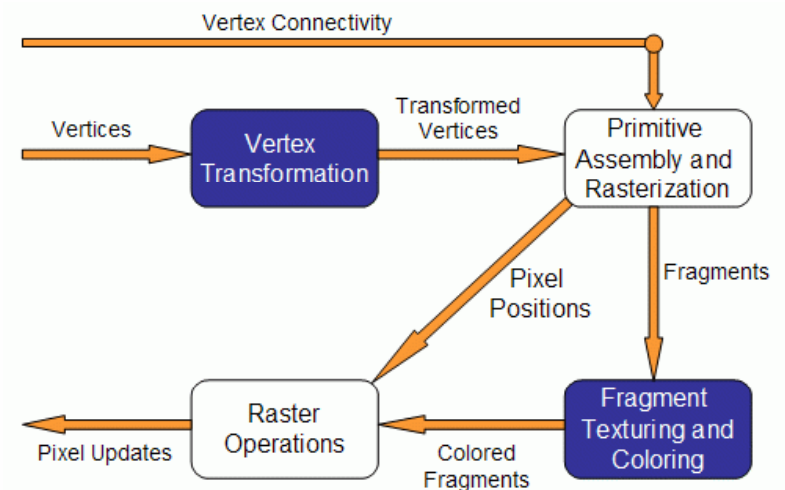 Vertex Connectivity
Vertices
Vertex
Transformation
Transformed
Vertices
Primitive
Assembly and
Rasterization
Pixel
Positions
Fragments
Pixel Updates
Raster
Operations
Colored
Fragments
Fragment
Texturing and
Coloring